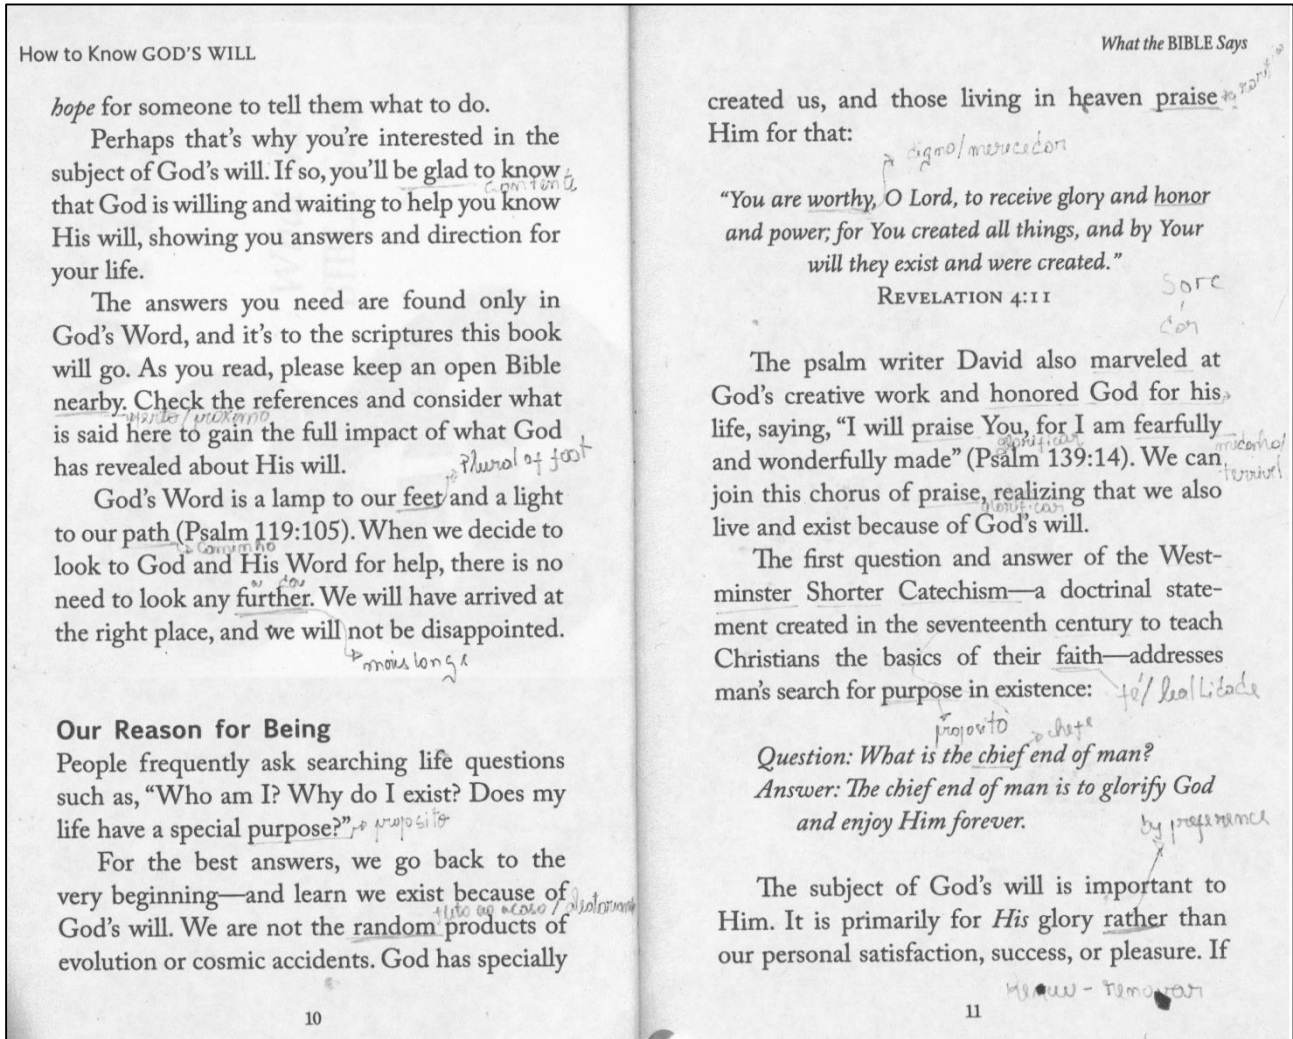 How to Know GOD'S WILL
hope for someone to tell them what to do.
Perhaps that's why you're interested in the
subject of God's will. If so, you'll be glad to know
contente
that God is willing and waiting to help you know
His will, showing you answers and direction for
your life.
The answers you need are found only in
God's Word, and it's to the scriptures this book
will go. As you read, please keep an open Bible
nearby. Check the references and consider what
/proximo
is said here to gain the full impact of what God
has revealed about His will.
Plural of foot
God's Word is a lamp to our feet and a light
to our path (Psalm 119:105). When we decide to
caminho
look to God and His Word for help, there is no
need to look any further. We will have arrived at
the right place, and we will not be disappointed.
mais longe
Our Reason for Being
People frequently ask searching life questions
such as, "Who am I? Why do I exist? Does my
life have a special purpose?"
proposito
For the best answers, we go back to the
very beginning—and learn we exist because of
ao acaso /
God's will. We are not the random products of
evolution or cosmic accidents. God has specially
10
What the BIBLE Says
created us, and those living in heaven praise
Him for that:
digno/merecedor
"You are worthy, O Lord, to receive glory and honor
and power; for You created all things, and by Your
will they exist and were created."
REVELATION 4:11
The psalm writer David also marveled at
God's creative work and honored God for his
life, saying, "I will praise You, for I am fearfully
glorificar
medonho/
and wonderfully made" (Psalm 139:14). We can
terrivel
join this chorus of praise, realizing that we also
glorificar
live and exist because of God's will.
The first question and answer of the West-
minster Shorter Catechism—a doctrinal state-
ment created in the seventeenth century to teach
Christians the basics of their faith—addresses
man's search for purpose in existence:
fé/ lealdade
proposito
chefe
Question: What is the chief end of man?
Answer: The chief end of man is to glorify God
and enjoy Him forever.
by preference
The subject of God's will is important to
Him. It is primarily for His glory rather than
our personal satisfaction, success, or pleasure. If
renovar
11